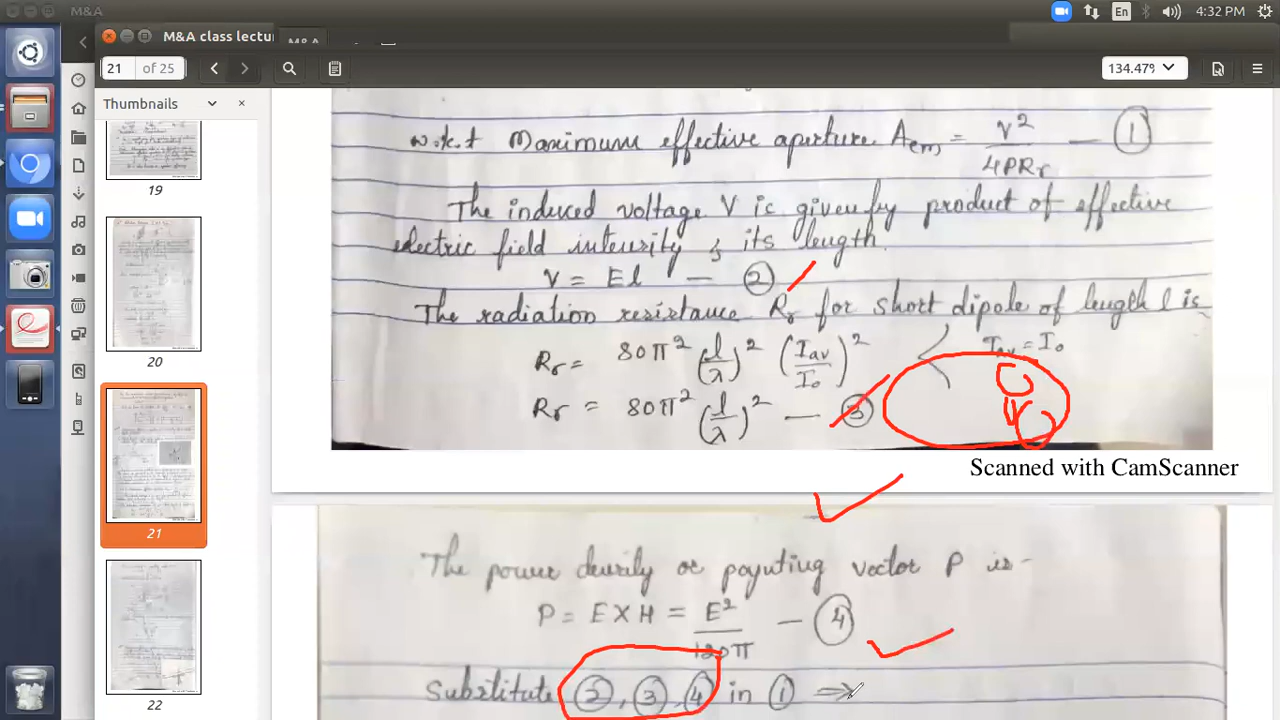 M&A
En
4:32 PM
M&A class lectur
M&A
21 of 25
134.47%
Thumbnails
19
20
21
22
w.k.t Maximum effective aperture Aem = V²/4PRr — ①
The induced voltage V is given by product of effective
electric field intensity & its length.
V = El — ②
The radiation resistance Rr for short dipole of length l is
Rr = 80π² (l/λ)² (Iav/I₀)² Iav = I₀
Rr = 80π² (l/λ)² — ③
Scanned with CamScanner
The power density or poynting vector P is -
P = E X H = E²/120π — ④
Substitute ②, ③, ④ in ① ⇒